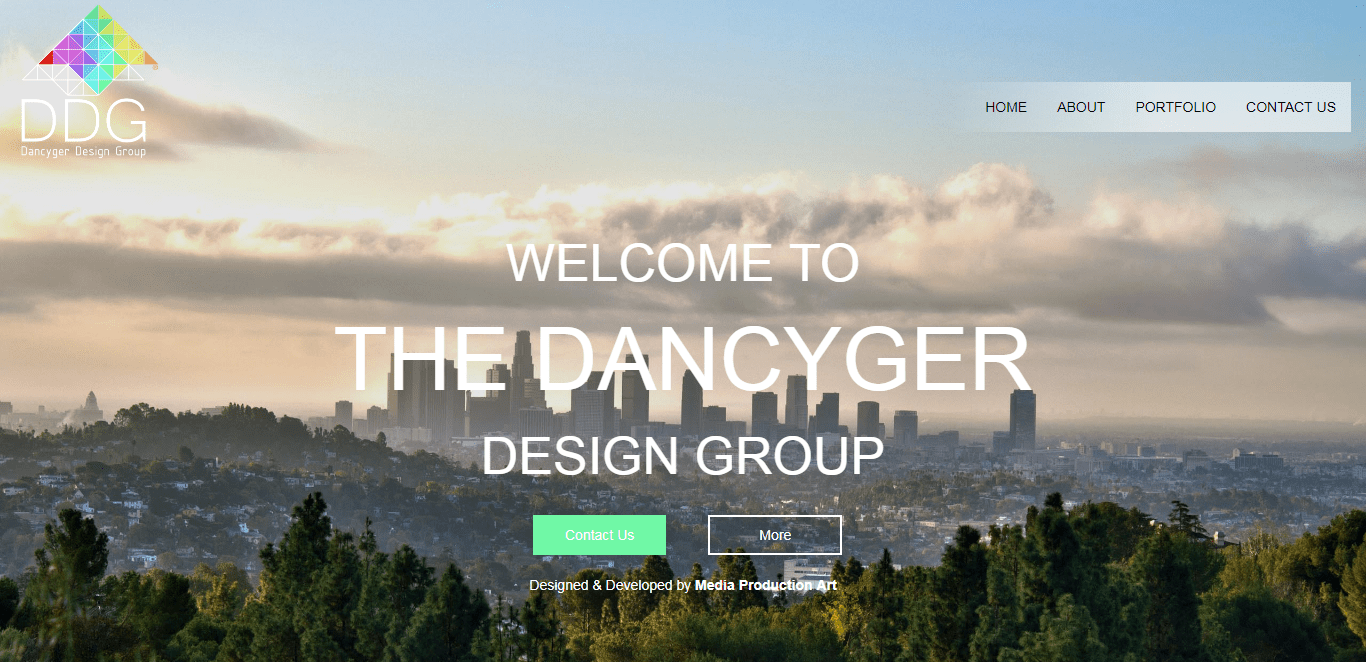 DDG
Dancyger Design Group
HOME ABOUT PORTFOLIO CONTACT US
WELCOME TO
THE DANCYGER
DESIGN GROUP
Contact Us More
Designed & Developed by Media Production Art